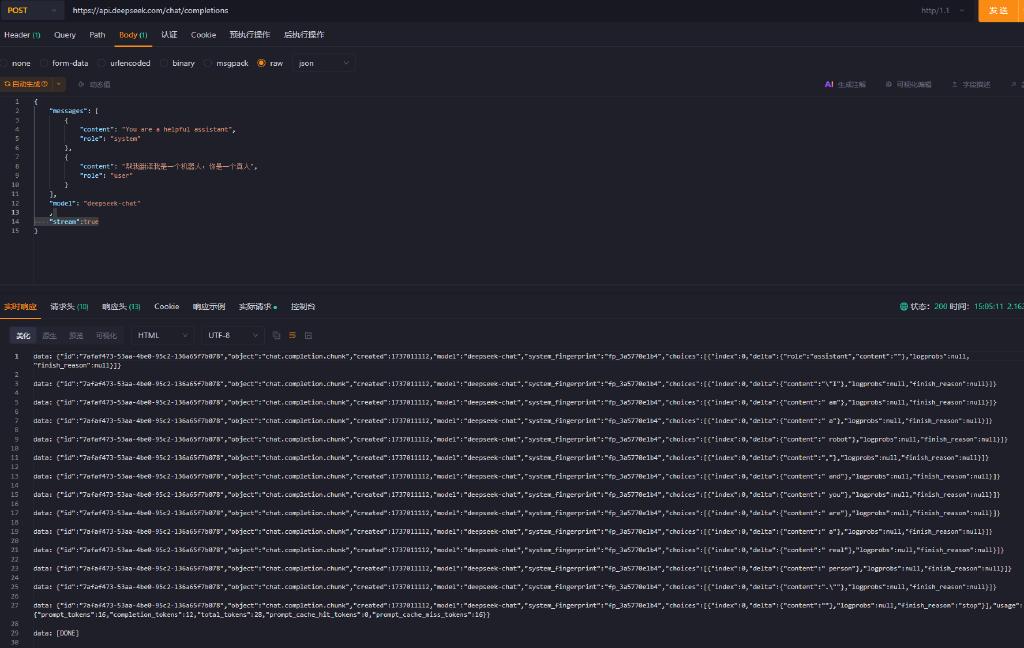 POST
https://api.deepseek.com/chat/completions
http/1.1
发 送
Header (1) Query Path Body (1) 认证 Cookie 预执行操作 后执行操作
none form-data urlencoded binary msgpack raw json
自动生成 动态值 AI 生成注解 可视化编辑 字段描述
1 {
2 "messages": [
3 {
4 "content": "You are a helpful assistant",
5 "role": "system"
6 },
7 {
8 "content": "帮我翻译我是一个机器人，你是一个真人",
9 "role": "user"
10 }
11 ],
12 "model": "deepseek-chat"
13 ,
14 "stream":true
15 }
实时响应 请求头 (10) 响应头 (13) Cookie 响应示例 实际请求 控制台 状态: 200 时间: 15:05:11 2.16
美化 原生 预览 可视化 HTML UTF-8
1 data: {"id":"7afaf473-53aa-4be0-95c2-136a65f7b078","object":"chat.completion.chunk","created":1737011112,"model":"deepseek-chat","system_fingerprint":"fp_3a5770e1b4","choices":[{"index":0,"delta":{"role":"assistant","content":""},"logprobs":null,
"finish_reason":null}]}
2
3 data: {"id":"7afaf473-53aa-4be0-95c2-136a65f7b078","object":"chat.completion.chunk","created":1737011112,"model":"deepseek-chat","system_fingerprint":"fp_3a5770e1b4","choices":[{"index":0,"delta":{"content":"\"I"},"logprobs":null,"finish_reason":null}]}
4
5 data: {"id":"7afaf473-53aa-4be0-95c2-136a65f7b078","object":"chat.completion.chunk","created":1737011112,"model":"deepseek-chat","system_fingerprint":"fp_3a5770e1b4","choices":[{"index":0,"delta":{"content":" am"},"logprobs":null,"finish_reason":null}]}
6
7 data: {"id":"7afaf473-53aa-4be0-95c2-136a65f7b078","object":"chat.completion.chunk","created":1737011112,"model":"deepseek-chat","system_fingerprint":"fp_3a5770e1b4","choices":[{"index":0,"delta":{"content":" a"},"logprobs":null,"finish_reason":null}]}
8
9 data: {"id":"7afaf473-53aa-4be0-95c2-136a65f7b078","object":"chat.completion.chunk","created":1737011112,"model":"deepseek-chat","system_fingerprint":"fp_3a5770e1b4","choices":[{"index":0,"delta":{"content":" robot"},"logprobs":null,"finish_reason":null}]}
10
11 data: {"id":"7afaf473-53aa-4be0-95c2-136a65f7b078","object":"chat.completion.chunk","created":1737011112,"model":"deepseek-chat","system_fingerprint":"fp_3a5770e1b4","choices":[{"index":0,"delta":{"content":","},"logprobs":null,"finish_reason":null}]}
12
13 data: {"id":"7afaf473-53aa-4be0-95c2-136a65f7b078","object":"chat.completion.chunk","created":1737011112,"model":"deepseek-chat","system_fingerprint":"fp_3a5770e1b4","choices":[{"index":0,"delta":{"content":" and"},"logprobs":null,"finish_reason":null}]}
14
15 data: {"id":"7afaf473-53aa-4be0-95c2-136a65f7b078","object":"chat.completion.chunk","created":1737011112,"model":"deepseek-chat","system_fingerprint":"fp_3a5770e1b4","choices":[{"index":0,"delta":{"content":" you"},"logprobs":null,"finish_reason":null}]}
16
17 data: {"id":"7afaf473-53aa-4be0-95c2-136a65f7b078","object":"chat.completion.chunk","created":1737011112,"model":"deepseek-chat","system_fingerprint":"fp_3a5770e1b4","choices":[{"index":0,"delta":{"content":" are"},"logprobs":null,"finish_reason":null}]}
18
19 data: {"id":"7afaf473-53aa-4be0-95c2-136a65f7b078","object":"chat.completion.chunk","created":1737011112,"model":"deepseek-chat","system_fingerprint":"fp_3a5770e1b4","choices":[{"index":0,"delta":{"content":" a"},"logprobs":null,"finish_reason":null}]}
20
21 data: {"id":"7afaf473-53aa-4be0-95c2-136a65f7b078","object":"chat.completion.chunk","created":1737011112,"model":"deepseek-chat","system_fingerprint":"fp_3a5770e1b4","choices":[{"index":0,"delta":{"content":" real"},"logprobs":null,"finish_reason":null}]}
22
23 data: {"id":"7afaf473-53aa-4be0-95c2-136a65f7b078","object":"chat.completion.chunk","created":1737011112,"model":"deepseek-chat","system_fingerprint":"fp_3a5770e1b4","choices":[{"index":0,"delta":{"content":" person"},"logprobs":null,"finish_reason":null}]}
24
25 data: {"id":"7afaf473-53aa-4be0-95c2-136a65f7b078","object":"chat.completion.chunk","created":1737011112,"model":"deepseek-chat","system_fingerprint":"fp_3a5770e1b4","choices":[{"index":0,"delta":{"content":".\""},"logprobs":null,"finish_reason":null}]}
26
27 data: {"id":"7afaf473-53aa-4be0-95c2-136a65f7b078","object":"chat.completion.chunk","created":1737011112,"model":"deepseek-chat","system_fingerprint":"fp_3a5770e1b4","choices":[{"index":0,"delta":{"content":""},"logprobs":null,"finish_reason":"stop"}],"usage":
{"prompt_tokens":16,"completion_tokens":12,"total_tokens":28,"prompt_cache_hit_tokens":0,"prompt_cache_miss_tokens":16}}
28
29 data: [DONE]
30